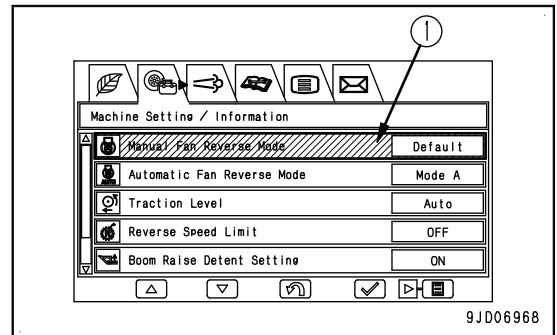 ①
Machine Setting / Information
Manual Fan Reverse Mode Default
AUTO
Automatic Fan Reverse Mode Mode A
Traction Level Auto
Reverse Speed Limit OFF
Boom Raise Detent Setting ON
9JD06968